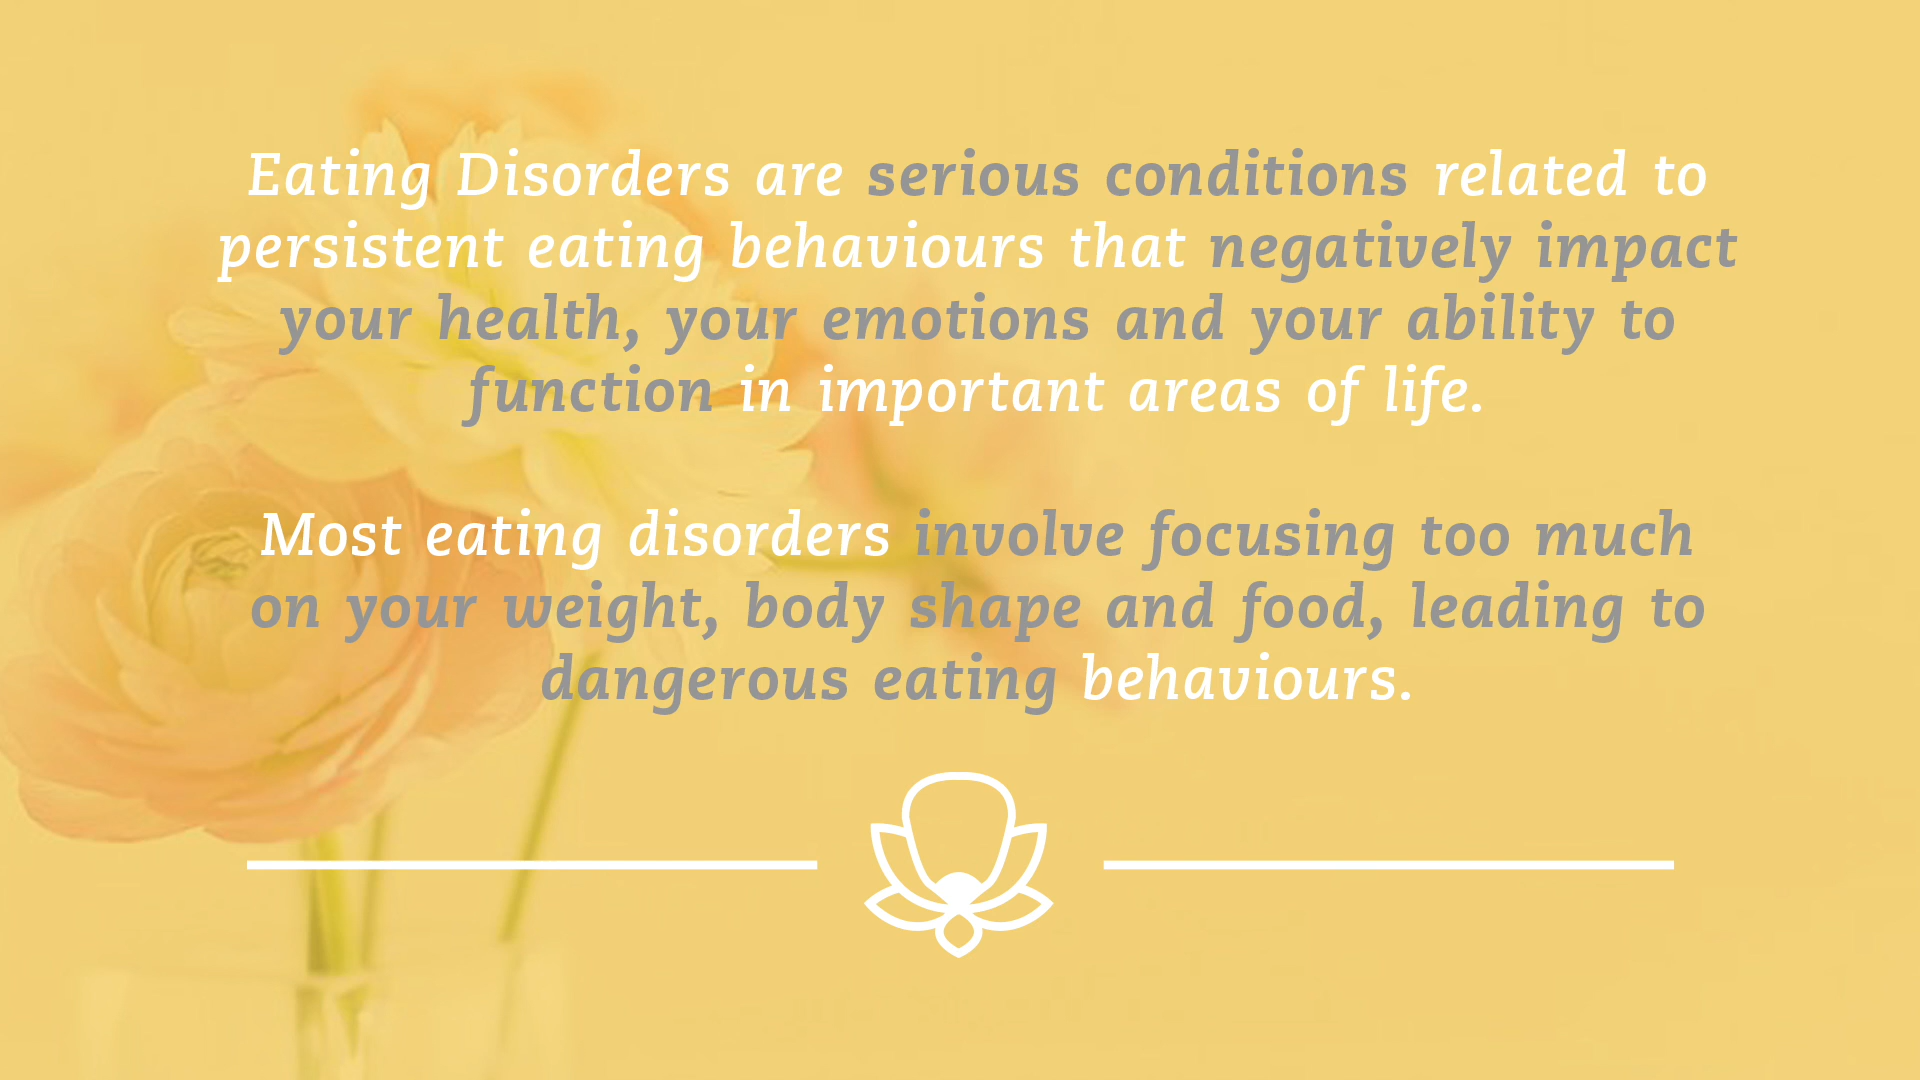 Eating Disorders are serious conditions related to
persistent eating behaviours that negatively impact
your health, your emotions and your ability to
function in important areas of life.
Most eating disorders involve focusing too much
on your weight, body shape and food, leading to
dangerous eating behaviours.